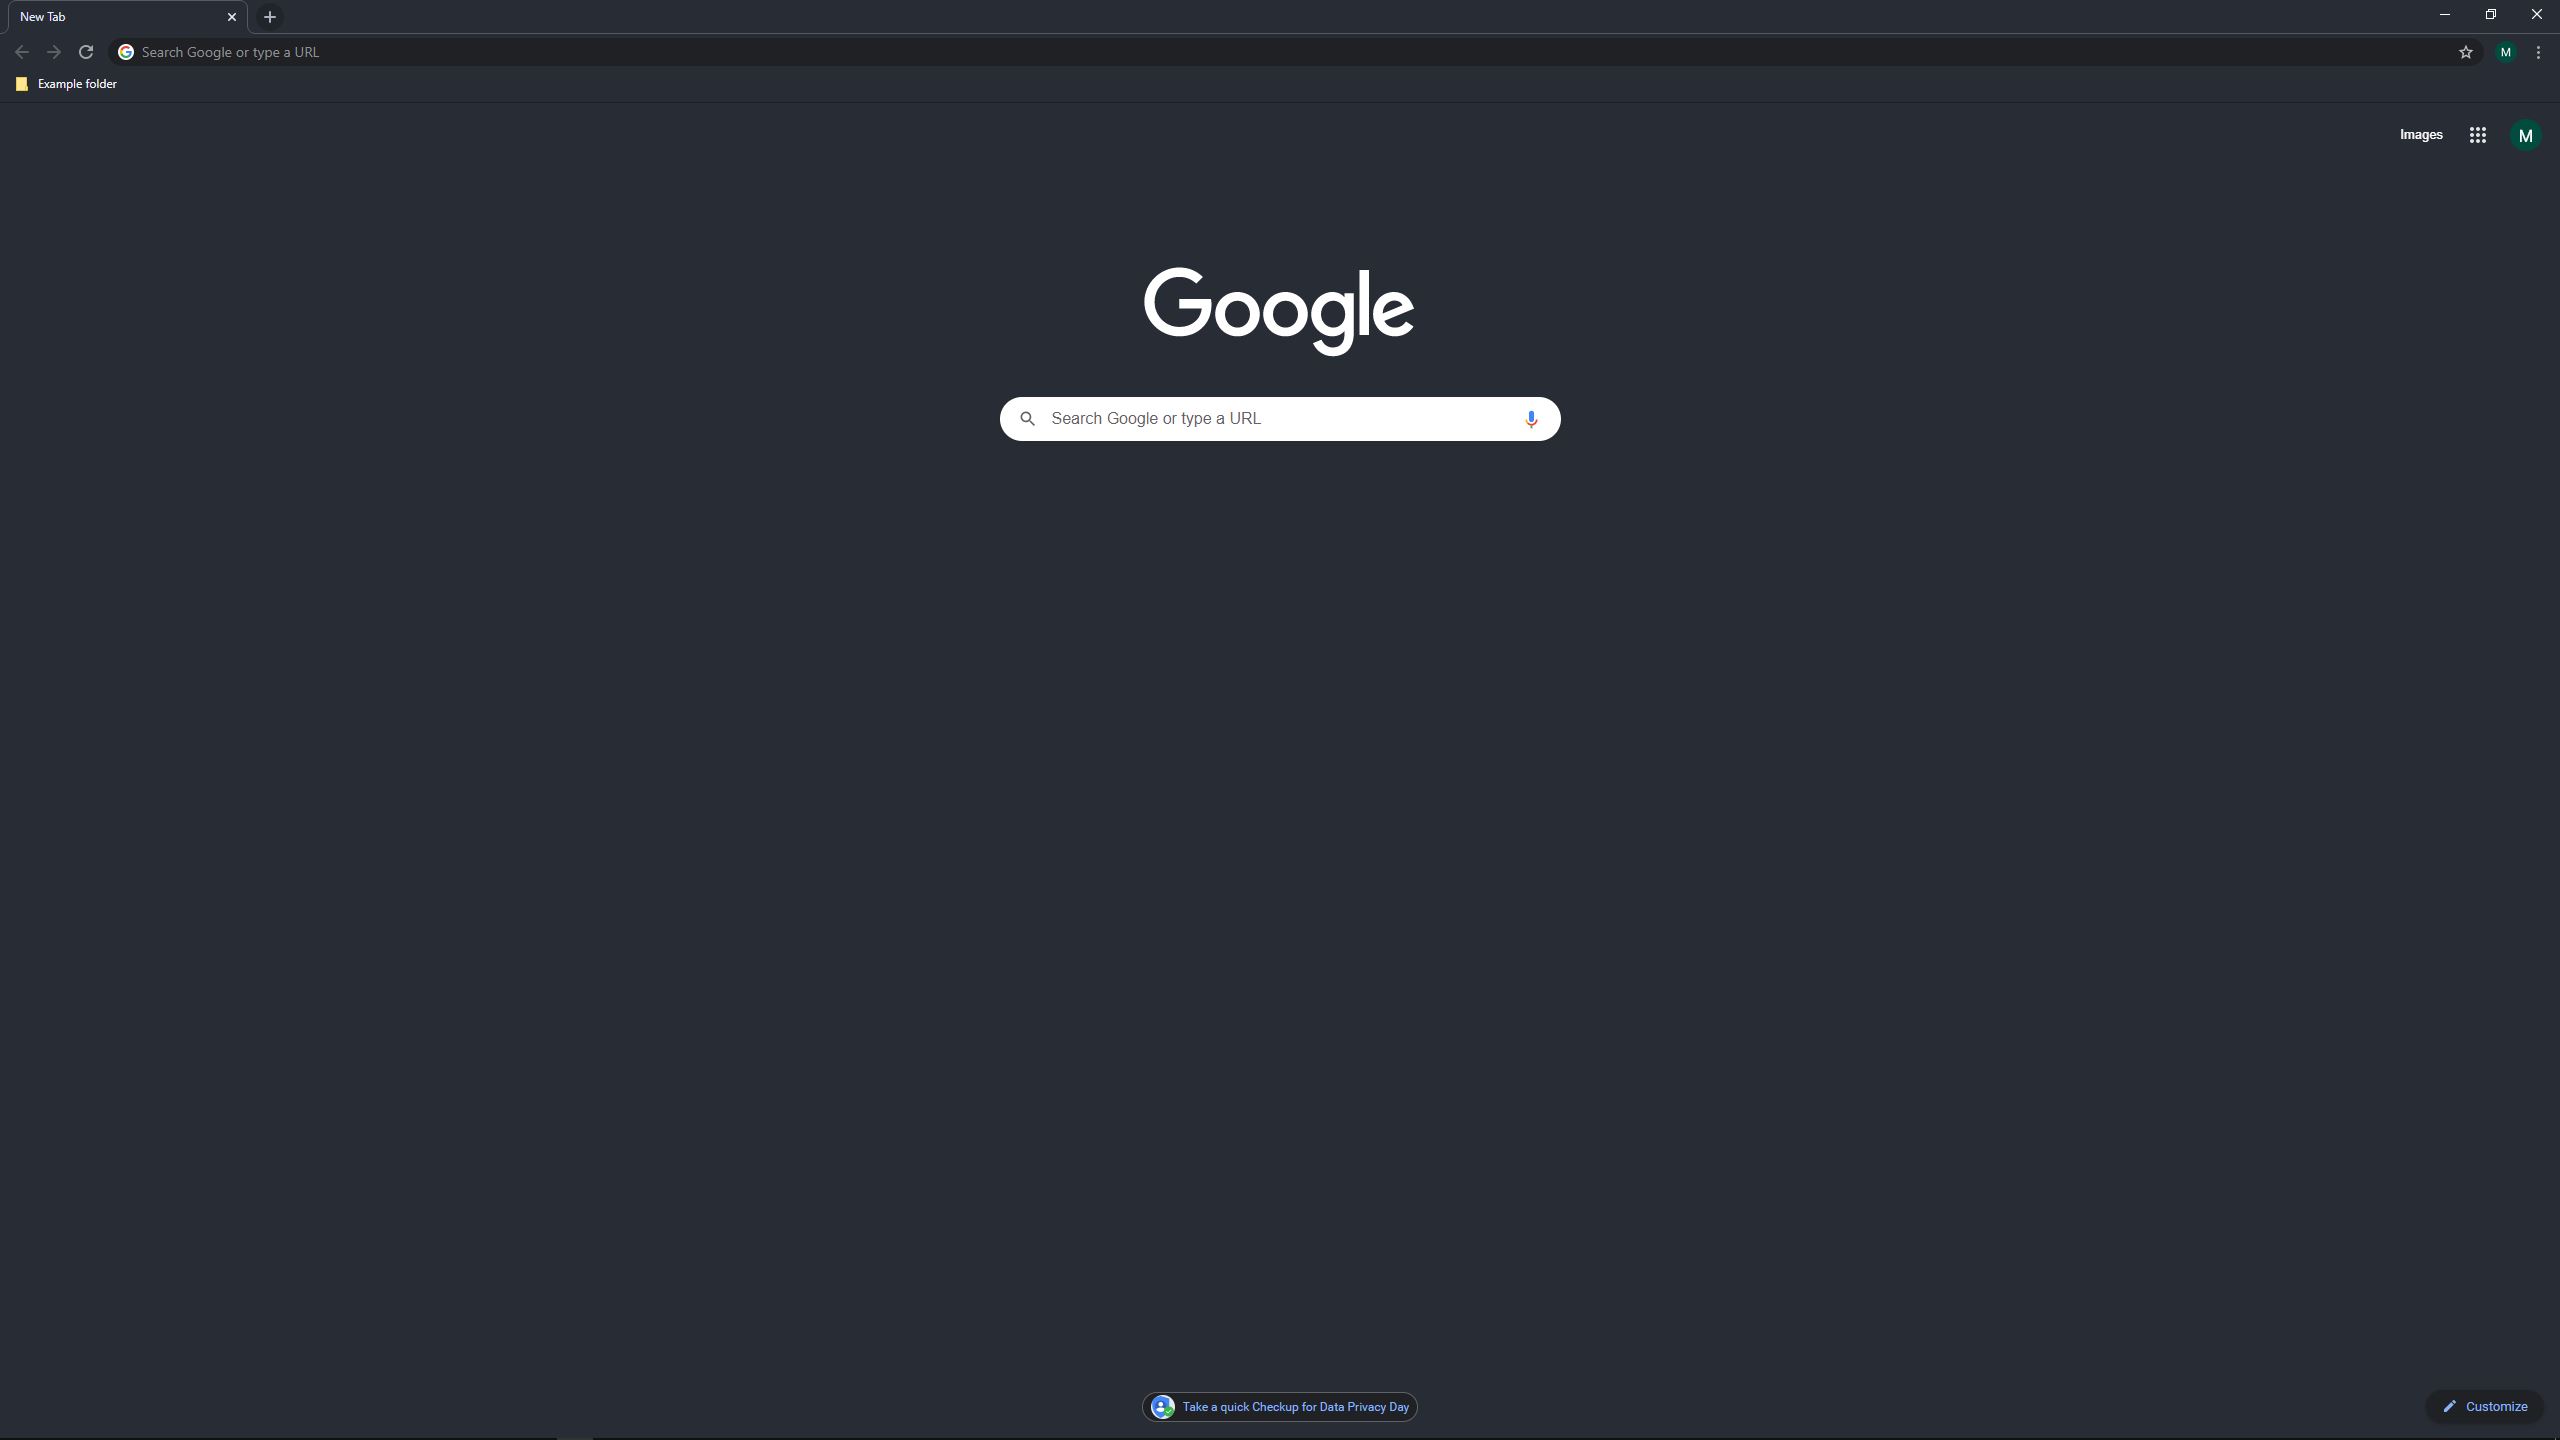 New Tab
Search Google or type a URL
M
Example folder
Images
M
Google
Search Google or type a URL
Take a quick Checkup for Data Privacy Day
Customize